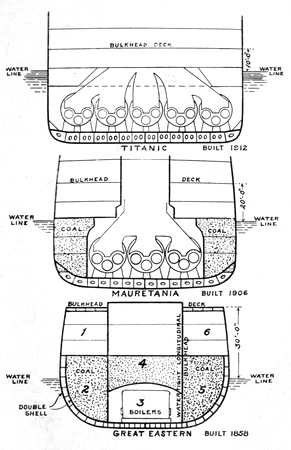 BULKHEAD DECK
WATER LINE
10'-0"
WATER LINE
TITANIC BUILT 1912
BULKHEAD DECK
20'-0"
WATER LINE
COAL
COAL
WATER LINE
MAURETANIA BUILT 1906
BULKHEAD DECK
1
6
30'-0"
WATERTIGHT LONGITUDINAL BULKHEAD
COAL
4
COAL
WATER LINE
2
5
WATER LINE
3
BOILERS
DOUBLE SHELL
GREAT EASTERN BUILT 1858